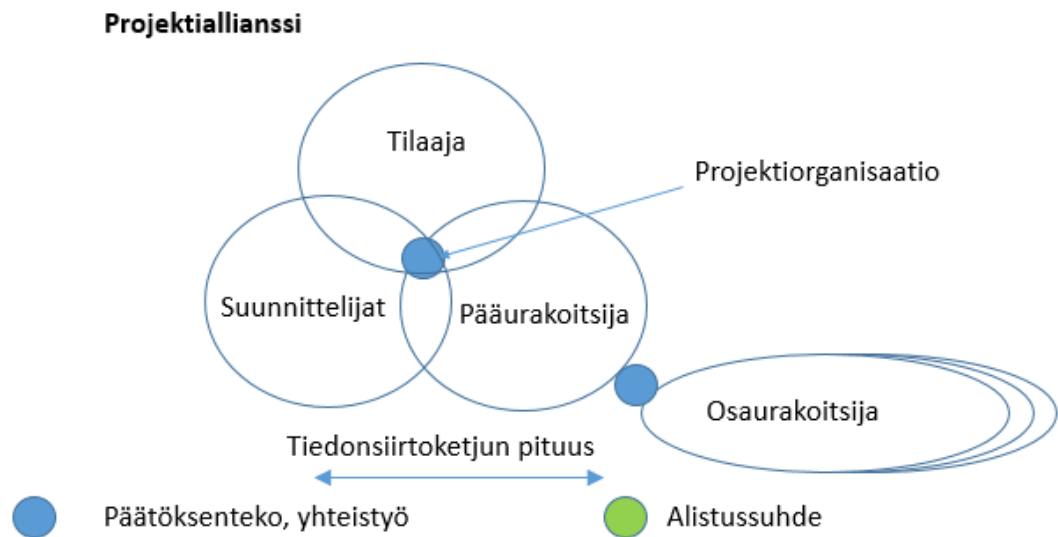 Projektiallianssi
Tilaaja
Projektiorganisaatio
Suunnittelijat
Pääurakoitsija
Osaurakoitsija
Tiedonsiirtoketjun pituus
Päätöksenteko, yhteistyö
Alistussuhde